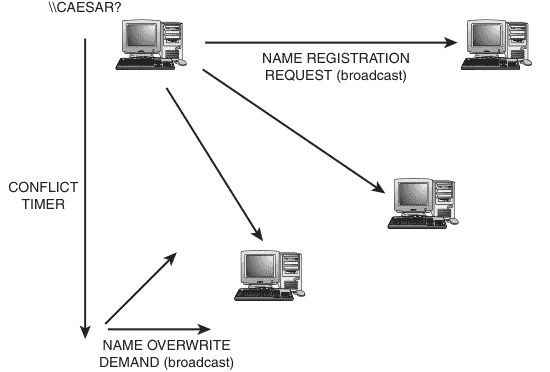 \\CAESAR?
NAME REGISTRATION
REQUEST (broadcast)
CONFLICT
TIMER
NAME OVERWRITE
DEMAND (broadcast)